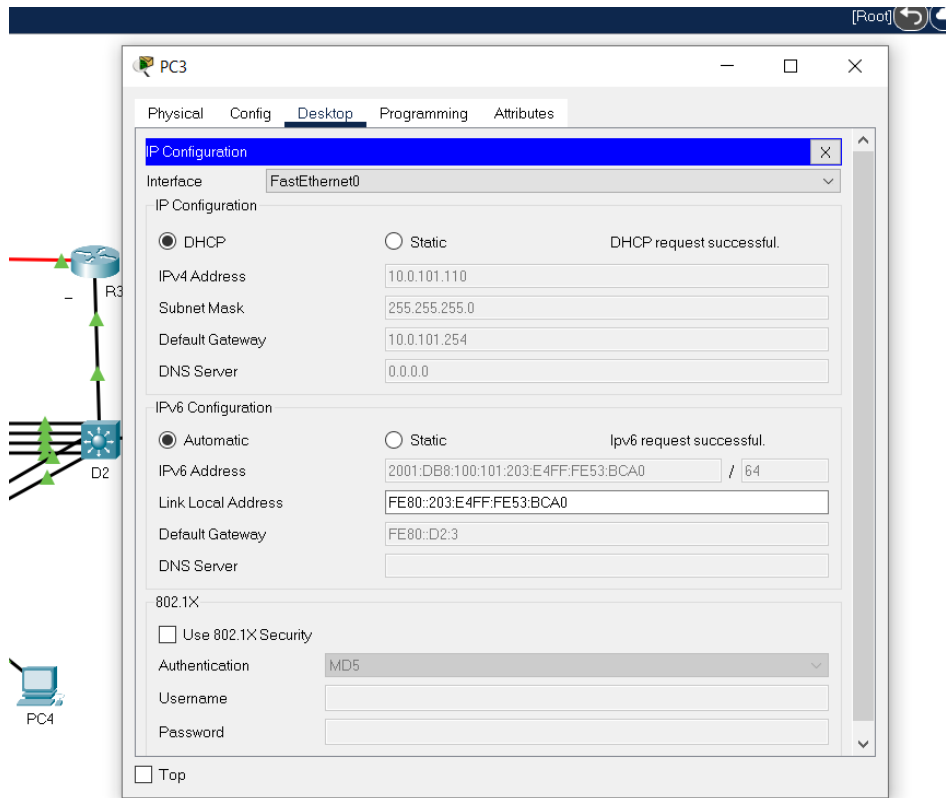 [Root]
PC3
Physical Config Desktop Programming Attributes
IP Configuration X
Interface FastEthernet0
IP Configuration
DHCP Static DHCP request successful.
IPv4 Address 10.0.101.110
Subnet Mask 255.255.255.0
Default Gateway 10.0.101.254
DNS Server 0.0.0.0
IPv6 Configuration
Automatic Static Ipv6 request successful.
IPv6 Address 2001:DB8:100:101:203:E4FF:FE53:BCA0 / 64
Link Local Address FE80::203:E4FF:FE53:BCA0
Default Gateway FE80::D2:3
DNS Server
802.1X
Use 802.1X Security
Authentication MD5
Username
Password
Top
R3
D2
PC4